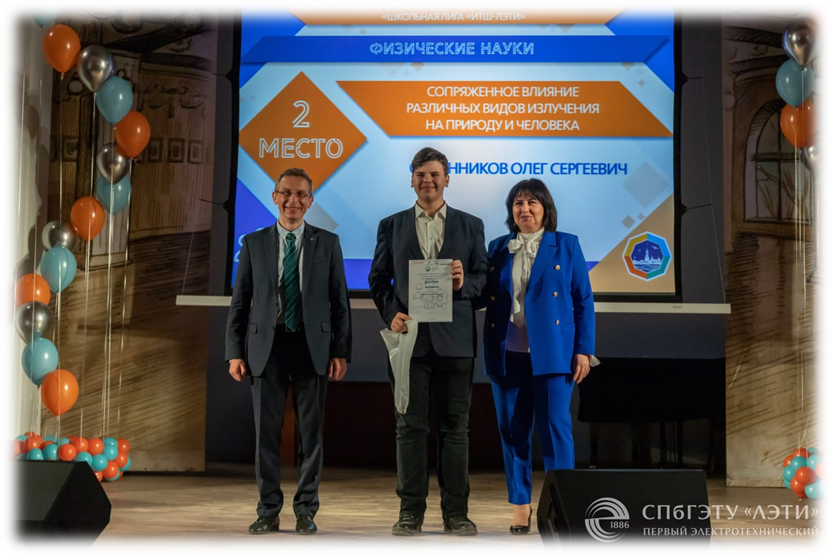 «ШКОЛЬНАЯ ЛИГА «ИТШ-ЛЭТИ»
ФИЗИЧЕСКИЕ НАУКИ
2
МЕСТО
СОПРЯЖЕННОЕ ВЛИЯНИЕ
РАЗЛИЧНЫХ ВИДОВ ИЗЛУЧЕНИЯ
НА ПРИРОДУ И ЧЕЛОВЕКА
ОЛЕГ СЕРГЕЕВИЧ
1886
СПбГЭТУ «ЛЭТИ»
ПЕРВЫЙ ЭЛЕКТРОТЕХНИЧЕСКИЙ